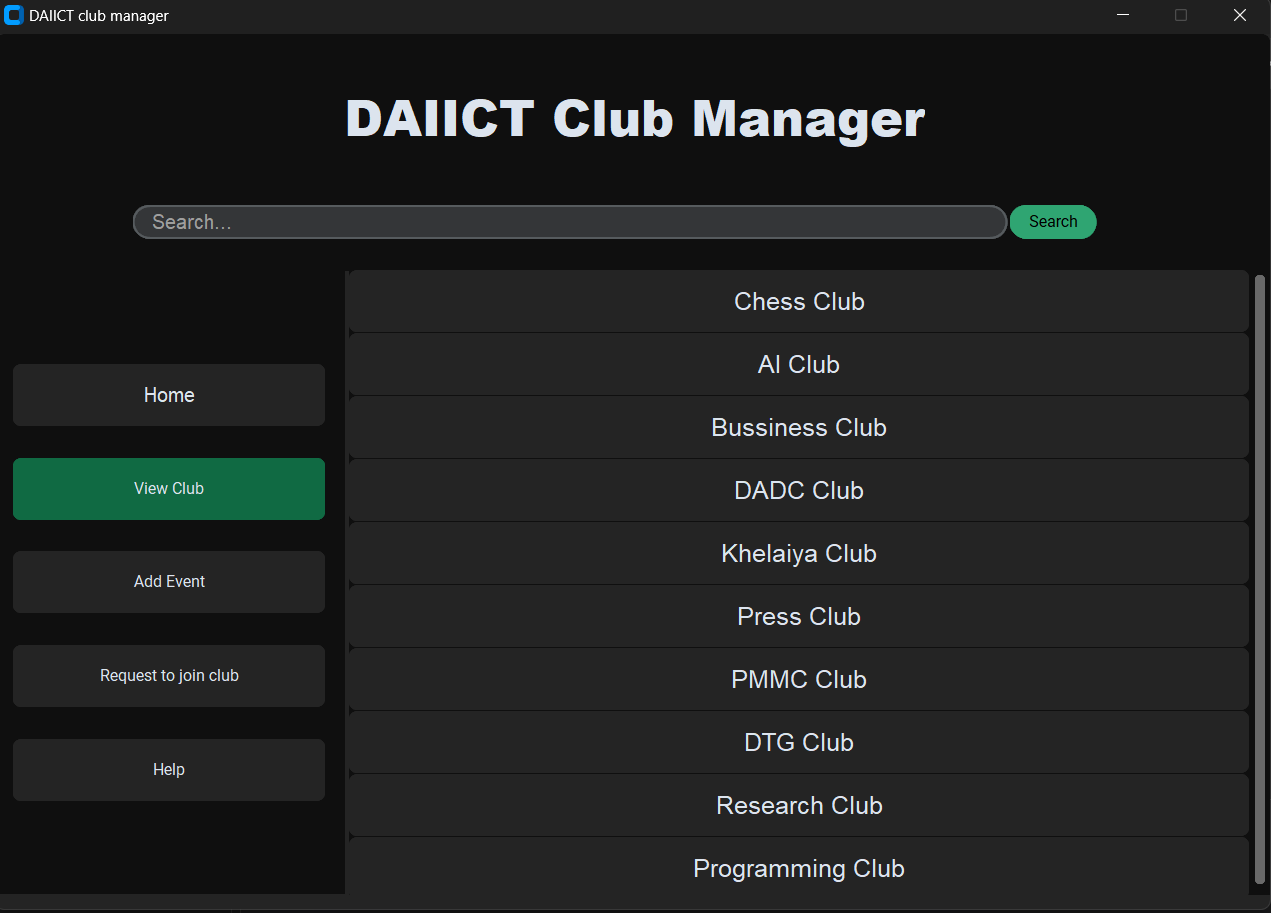 DAIICT club manager
DAIICT Club Manager
Search...
Search
Home
View Club
Add Event
Request to join club
Help
Chess Club
AI Club
Bussiness Club
DADC Club
Khelaiya Club
Press Club
PMMC Club
DTG Club
Research Club
Programming Club